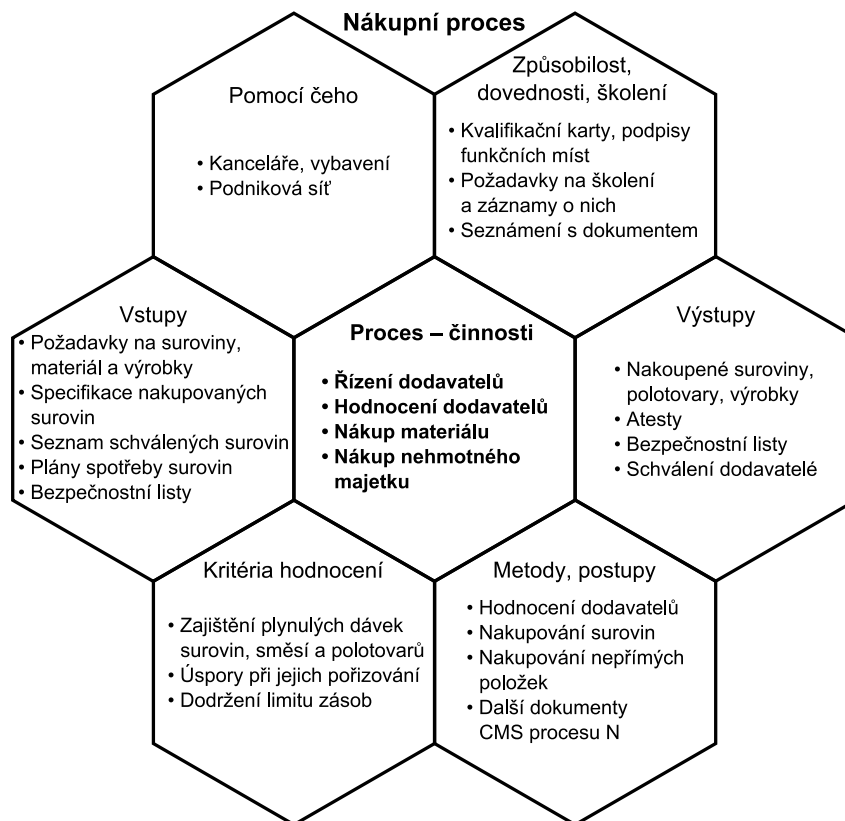 Nákupní proces
Pomocí čeho
• Kanceláře, vybavení
• Podniková síť
Způsobilost,
dovednosti, školení
• Kvalifikační karty, podpisy
funkčních míst
• Požadavky na školení
a záznamy o nich
• Seznámení s dokumentem
Vstupy
• Požadavky na suroviny,
materiál a výrobky
• Specifikace nakupovaných
surovin
• Seznam schválených surovin
• Plány spotřeby surovin
• Bezpečnostní listy
Proces – činnosti
• Řízení dodavatelů
• Hodnocení dodavatelů
• Nákup materiálu
• Nákup nehmotného
majetku
Výstupy
• Nakoupené suroviny,
polotovary, výrobky
• Atesty
• Bezpečnostní listy
• Schválení dodavatelé
Kritéria hodnocení
• Zajištění plynulých dávek
surovin, směsí a polotovarů
• Úspory při jejich pořizování
• Dodržení limitu zásob
Metody, postupy
• Hodnocení dodavatelů
• Nakupování surovin
• Nakupování nepřímých
položek
• Další dokumenty
CMS procesu N